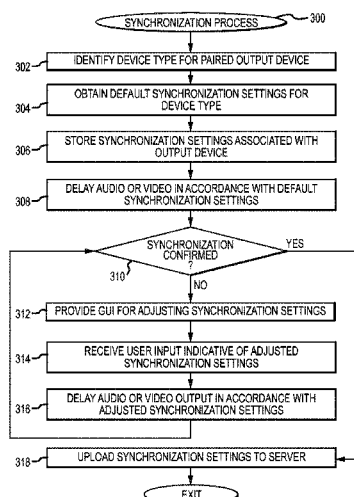 SYNCHRONIZATION PROCESS
300
302
IDENTIFY DEVICE TYPE FOR PAIRED OUTPUT DEVICE
304
OBTAIN DEFAULT SYNCHRONIZATION SETTINGS FOR
DEVICE TYPE
306
STORE SYNCHRONIZATION SETTINGS ASSOCIATED WITH
OUTPUT DEVICE
308
DELAY AUDIO OR VIDEO IN ACCORDANCE WITH DEFAULT
SYNCHRONIZATION SETTINGS
SYNCHRONIZATION
CONFIRMED
?
YES
310
NO
312
PROVIDE GUI FOR ADJUSTING SYNCHRONIZATION SETTINGS
314
RECEIVE USER INPUT INDICATIVE OF ADJUSTED
SYNCHRONIZATION SETTINGS
316
DELAY AUDIO OR VIDEO OUTPUT IN ACCORDANCE WITH
ADJUSTED SYNCHRONIZATION SETTINGS
318
UPLOAD SYNCHRONIZATION SETTINGS TO SERVER
EXIT